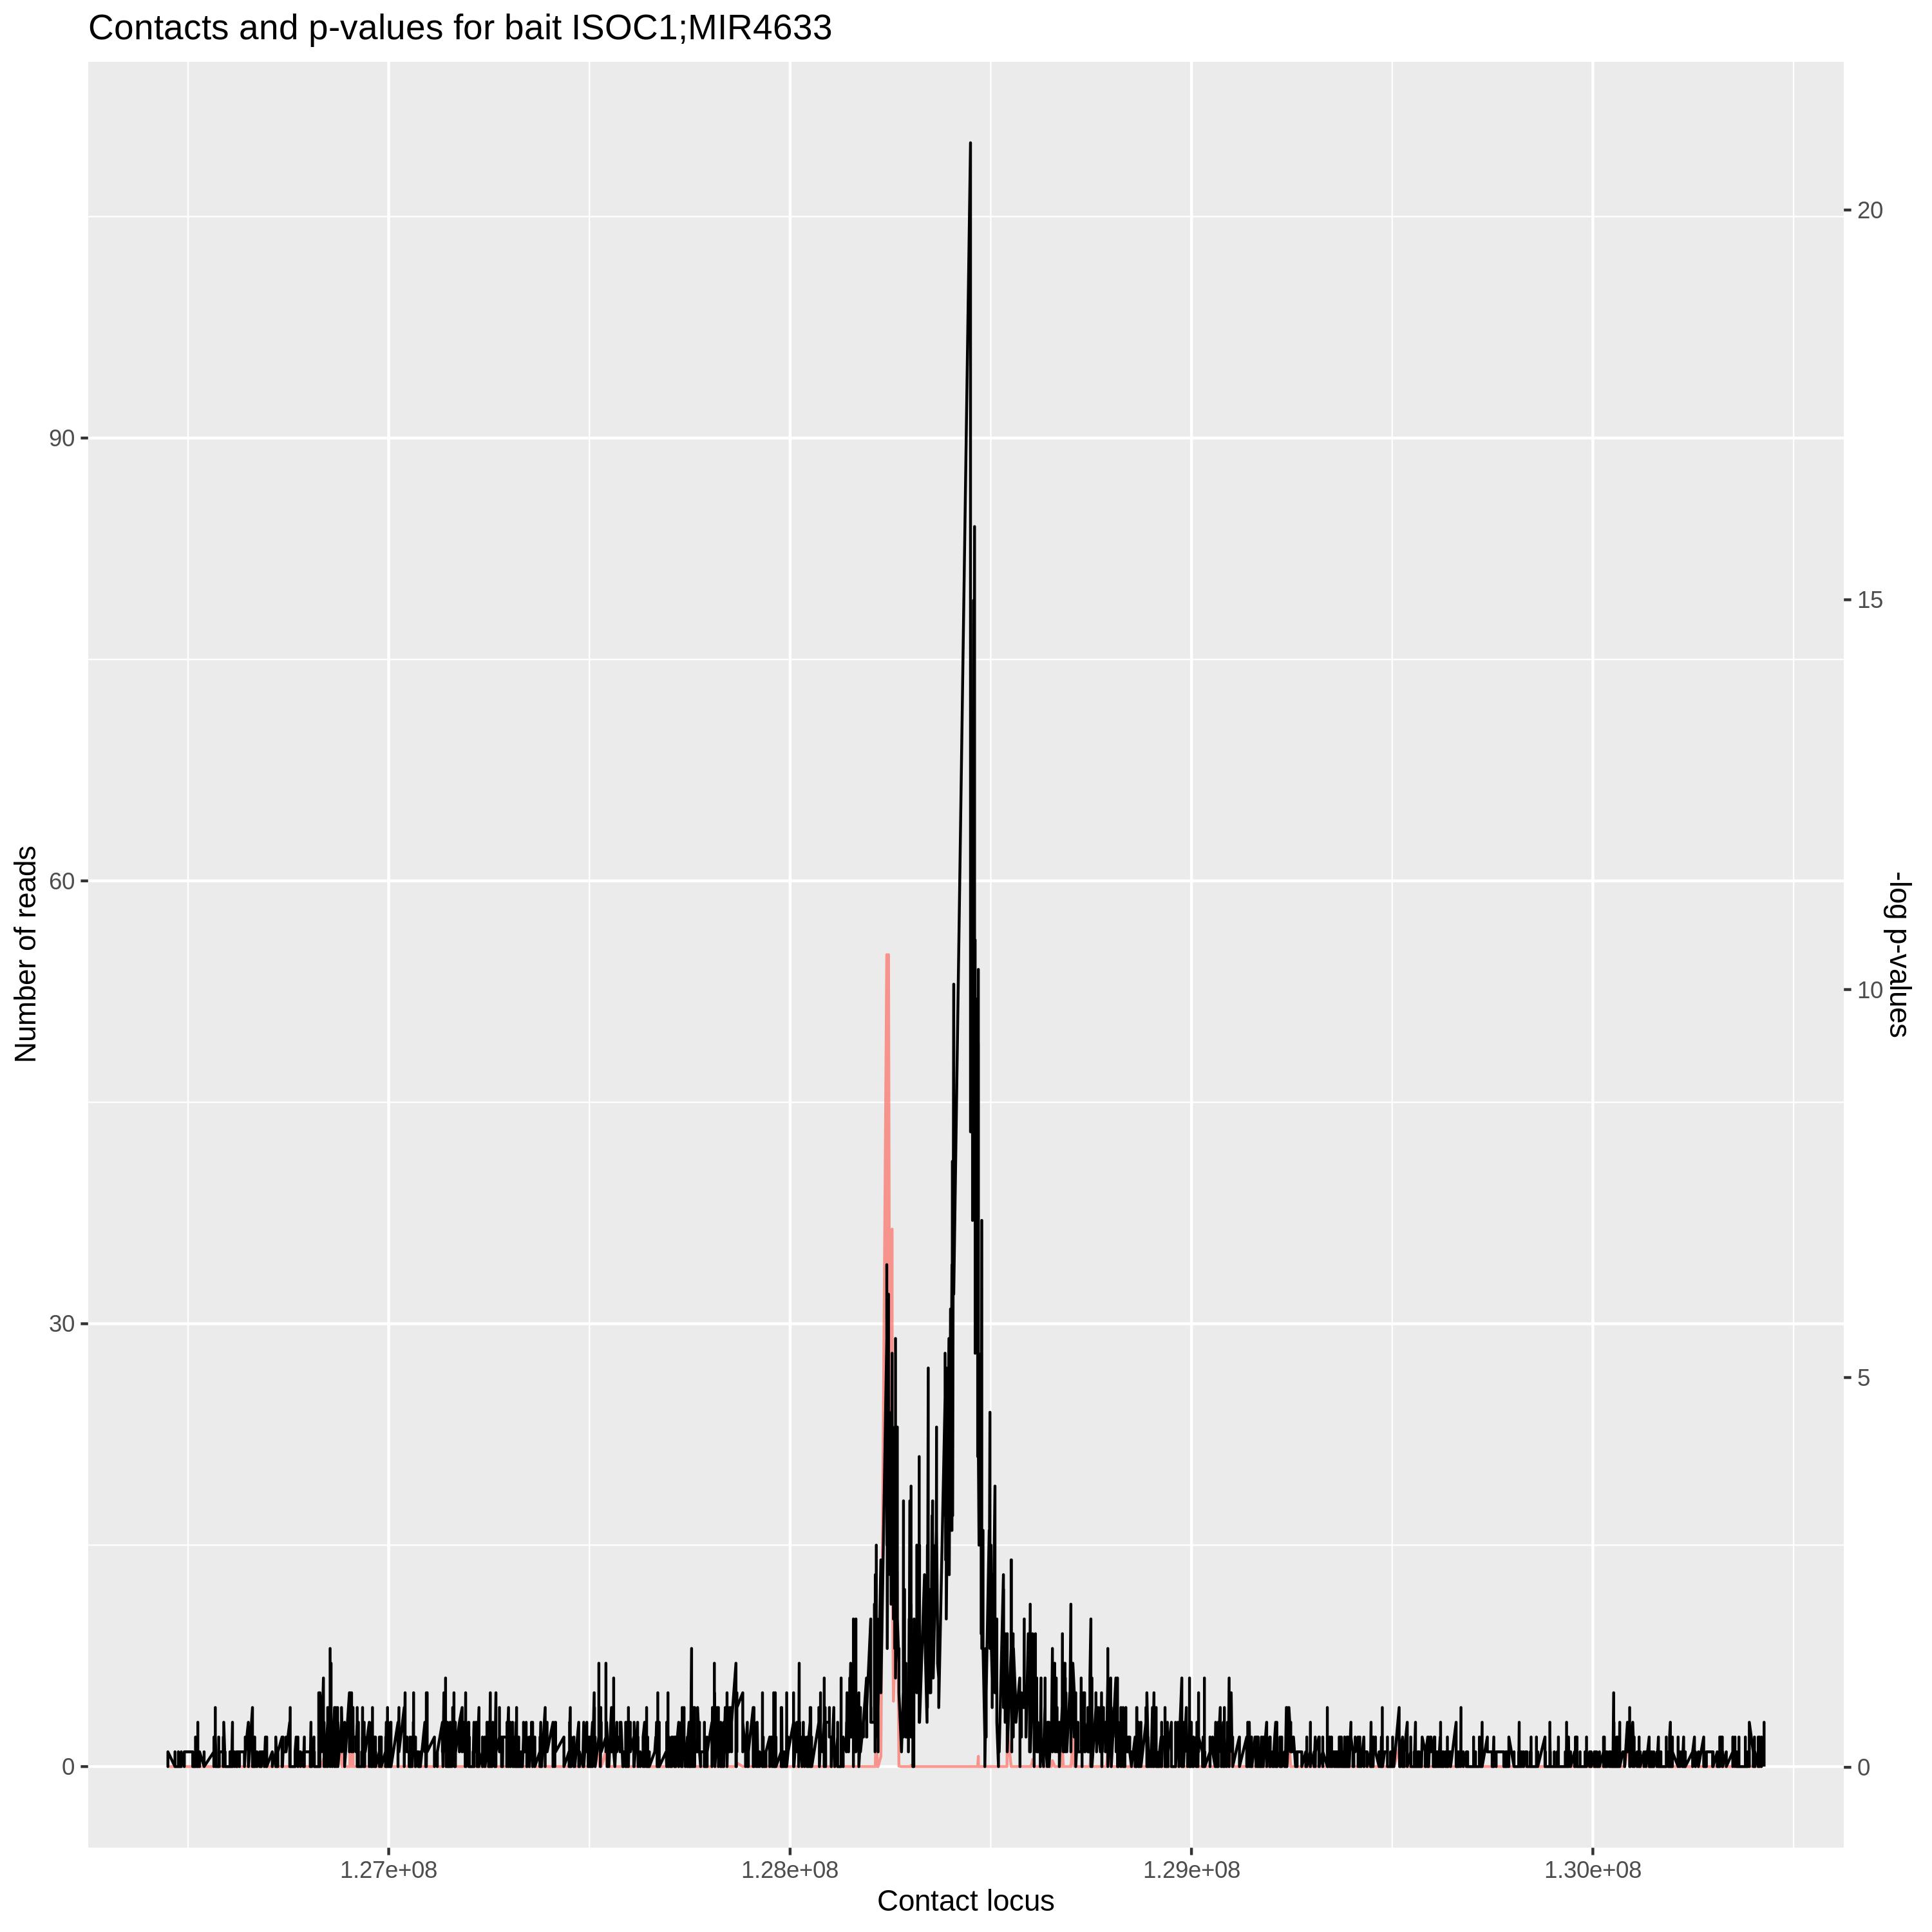 Contacts and p-values for bait ISOC1;MIR4633
90
60
30
0
Number of reads
20
15
10
5
0
-log p-values
1.27e+08 1.28e+08 1.29e+08 1.30e+08
Contact locus